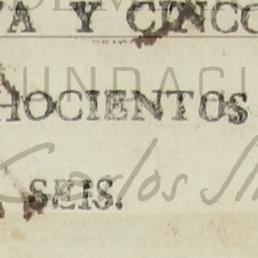 A Y CINCO
HOCIENTOS
SEIS.